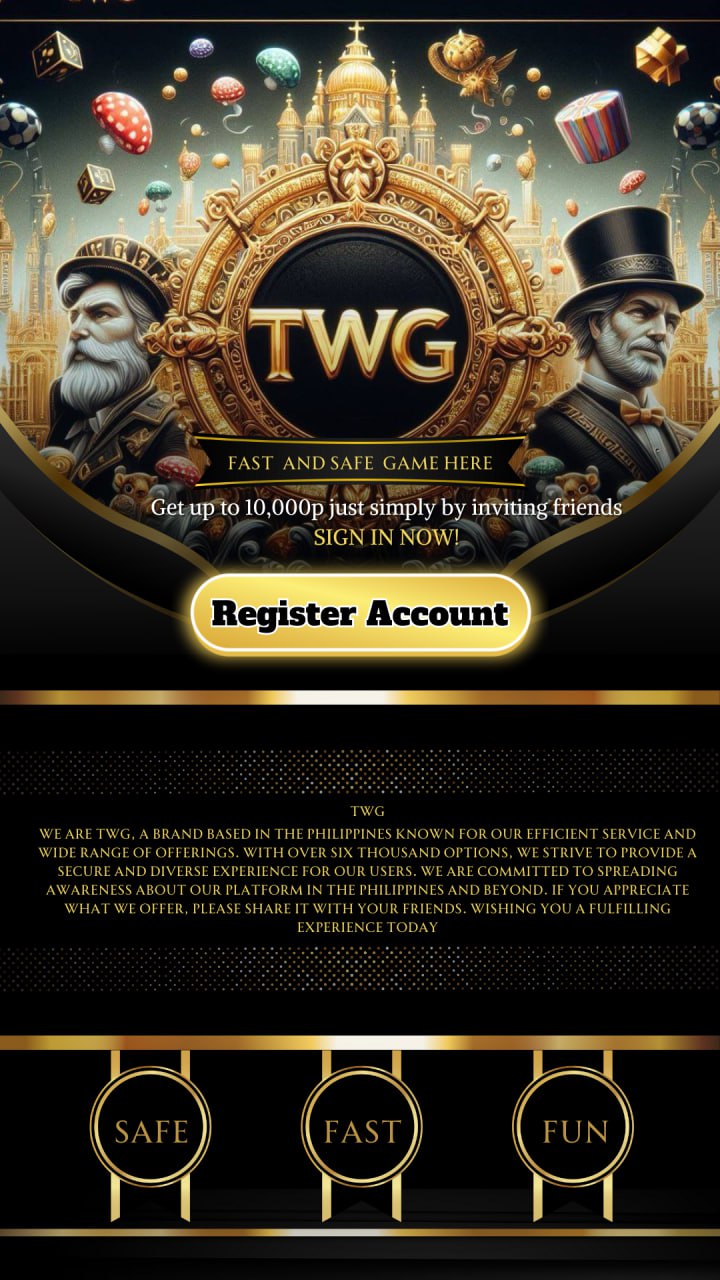 TWG
FAST AND SAFE GAME HERE
Get up to 10,000p just simply by inviting friends
SIGN IN NOW!
Register Account
TWG
WE ARE TWG, A BRAND BASED IN THE PHILIPPINES KNOWN FOR OUR EFFICIENT SERVICE AND
WIDE RANGE OF OFFERINGS. WITH OVER SIX THOUSAND OPTIONS, WE STRIVE TO PROVIDE A
SECURE AND DIVERSE EXPERIENCE FOR OUR USERS. WE ARE COMMITTED TO SPREADING
AWARENESS ABOUT OUR PLATFORM IN THE PHILIPPINES AND BEYOND. IF YOU APPRECIATE
WHAT WE OFFER, PLEASE SHARE IT WITH YOUR FRIENDS. WISHING YOU A FULFILLING
EXPERIENCE TODAY
SAFE FAST FUN